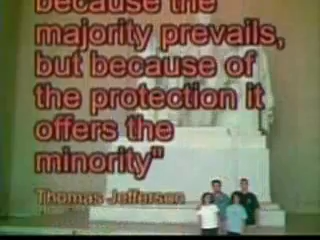 because the
majority prevails,
but because of
the protection it
offers the
minority"
Thomas Jefferson